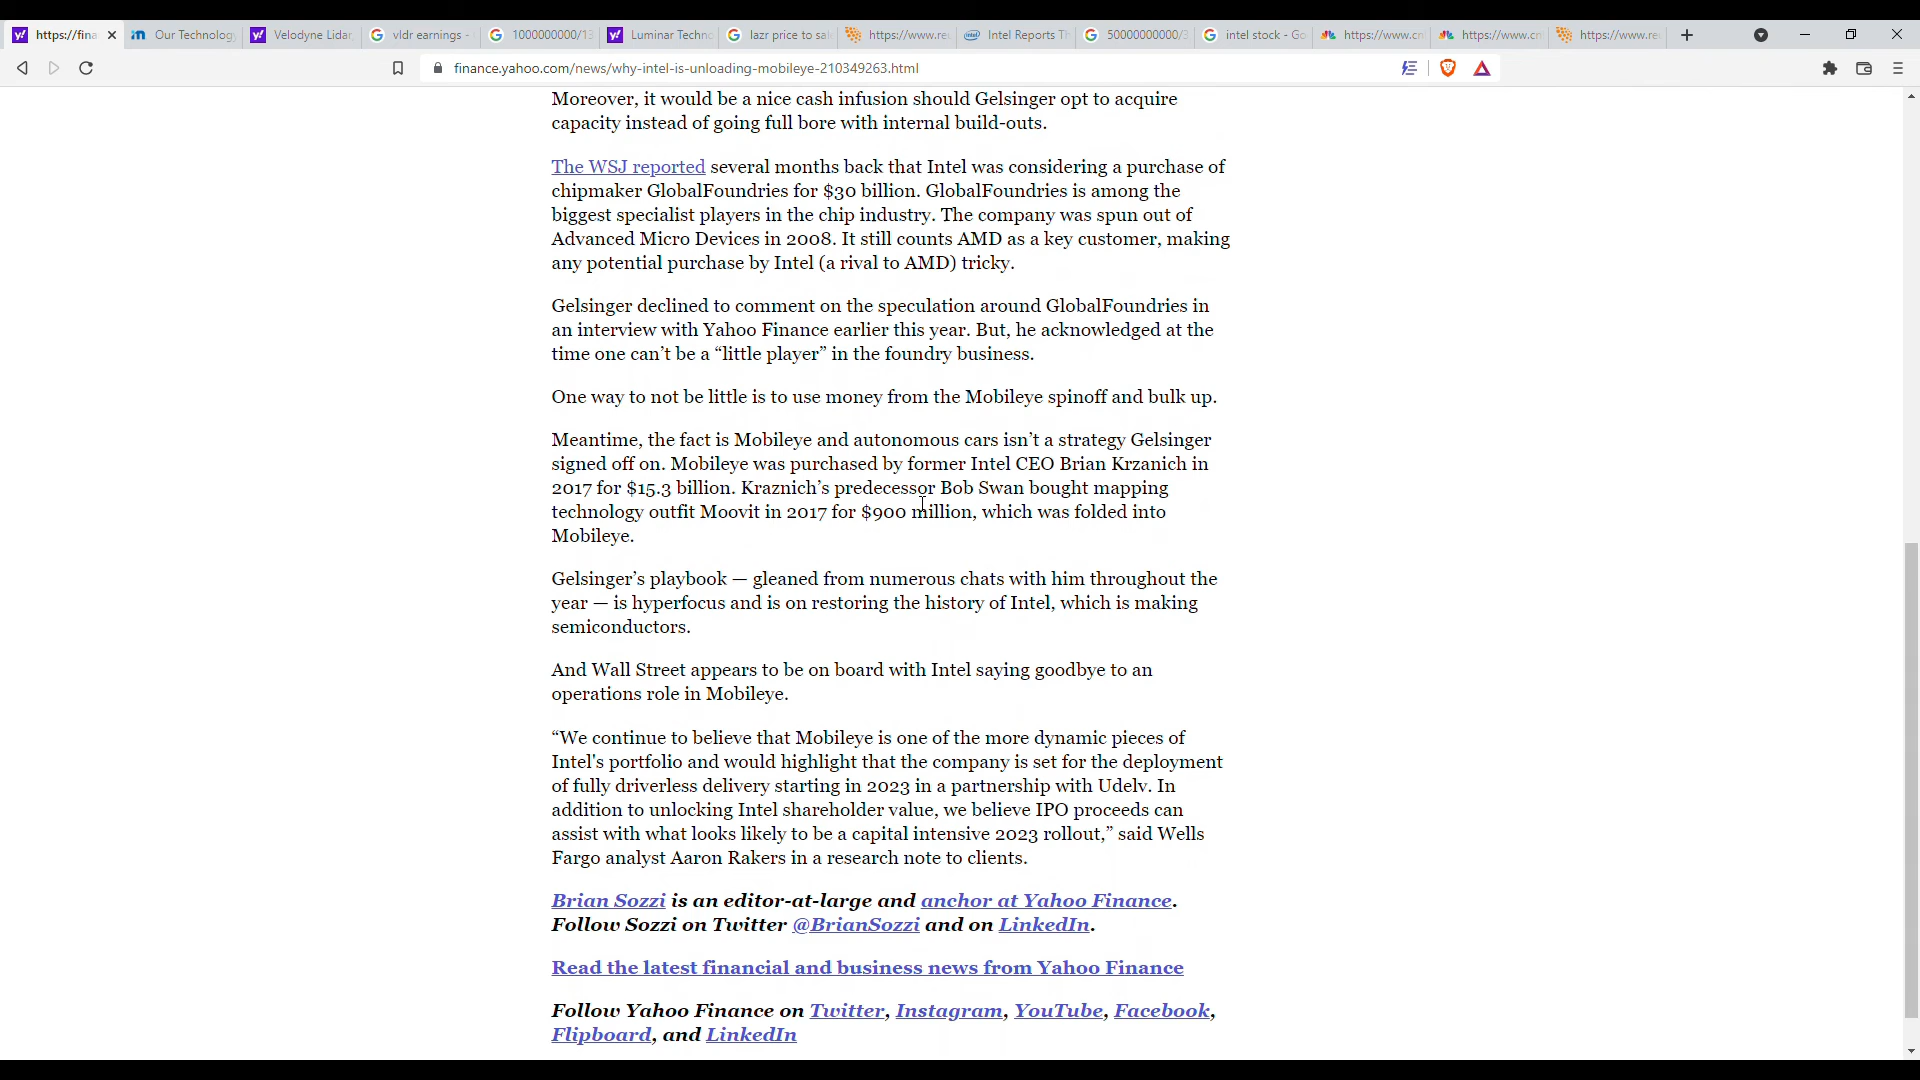 https://fina
Our Technology
Velodyne Lidar,
vldr earnings -
1000000000/13
Luminar Techno
lazr price to sal
https://www.reu
Intel Reports Th
50000000000/3
intel stock - Go
https://www.cnb
https://www.cn
https://www.re
finance.yahoo.com/news/why-intel-is-unloading-mobileye-210349263.html
Moreover, it would be a nice cash infusion should Gelsinger opt to acquire
capacity instead of going full bore with internal build-outs.
The WSJ reported several months back that Intel was considering a purchase of
chipmaker GlobalFoundries for $30 billion. GlobalFoundries is among the
biggest specialist players in the chip industry. The company was spun out of
Advanced Micro Devices in 2008. It still counts AMD as a key customer, making
any potential purchase by Intel (a rival to AMD) tricky.
Gelsinger declined to comment on the speculation around GlobalFoundries in
an interview with Yahoo Finance earlier this year. But, he acknowledged at the
time one can’t be a “little player” in the foundry business.
One way to not be little is to use money from the Mobileye spinoff and bulk up.
Meantime, the fact is Mobileye and autonomous cars isn’t a strategy Gelsinger
signed off on. Mobileye was purchased by former Intel CEO Brian Krzanich in
2017 for $15.3 billion. Kraznich’s predecessor Bob Swan bought mapping
technology outfit Moovit in 2017 for $900 million, which was folded into
Mobileye.
Gelsinger’s playbook — gleaned from numerous chats with him throughout the
year — is hyperfocus and is on restoring the history of Intel, which is making
semiconductors.
And Wall Street appears to be on board with Intel saying goodbye to an
operations role in Mobileye.
“We continue to believe that Mobileye is one of the more dynamic pieces of
Intel's portfolio and would highlight that the company is set for the deployment
of fully driverless delivery starting in 2023 in a partnership with Udelv. In
addition to unlocking Intel shareholder value, we believe IPO proceeds can
assist with what looks likely to be a capital intensive 2023 rollout,” said Wells
Fargo analyst Aaron Rakers in a research note to clients.
Brian Sozzi is an editor-at-large and anchor at Yahoo Finance.
Follow Sozzi on Twitter @BrianSozzi and on LinkedIn.
Read the latest financial and business news from Yahoo Finance
Follow Yahoo Finance on Twitter, Instagram, YouTube, Facebook,
Flipboard, and LinkedIn